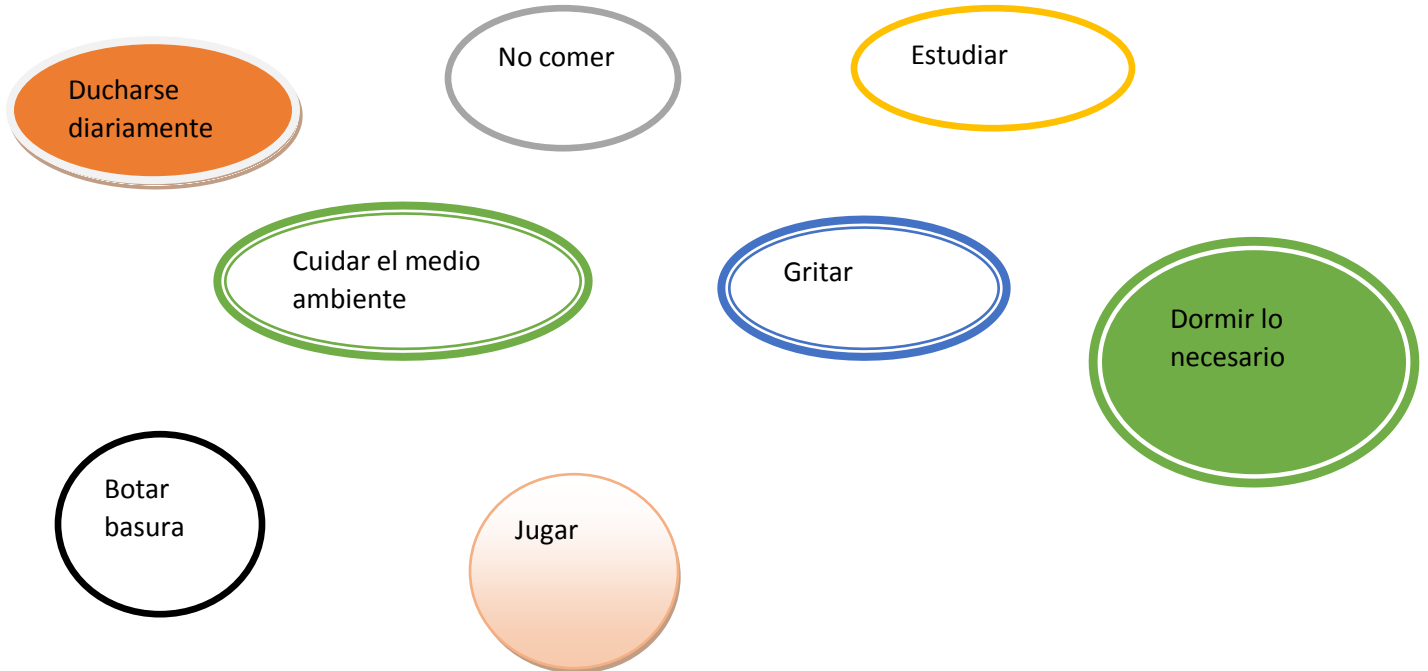 Ducharse
diariamente
No comer
Estudiar
Cuidar el medio
ambiente
Gritar
Dormir lo
necesario
Botar
basura
Jugar